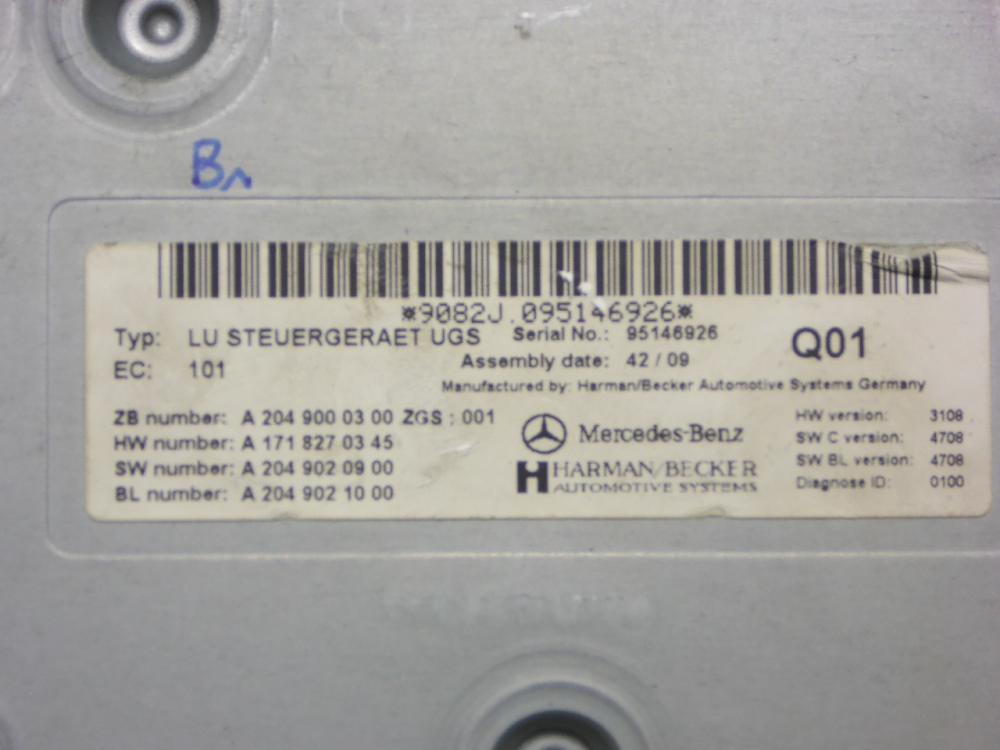 *9082J.095146926*
Typ: LU STEUERGERAET UGS Serial No.: 95146926
Q01
EC: 101 Assembly date: 42 / 09
Manufactured by: Harman/Becker Automotive Systems Germany
ZB number: A 204 900 03 00 ZGS : 001
HW number: A 171 827 03 45
SW number: A 204 902 09 00
BL number: A 204 902 10 00
Mercedes-Benz
HARMAN/BECKER
AUTOMOTIVE SYSTEMS
HW version: 3108
SW C version: 4708
SW BL version: 4708
Diagnose ID: 0100